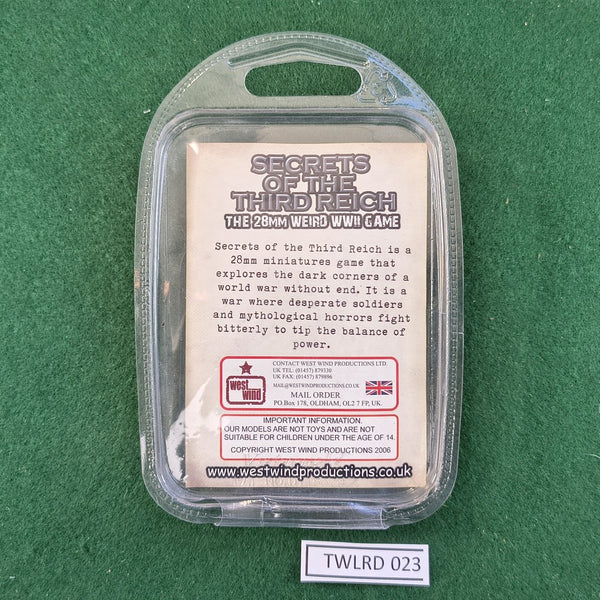 SECRETS
OF THE
THIRD REICH
THE 28MM WEIRD WWII GAME
Secrets of the Third Reich is a
28mm miniatures game that
explores the dark corners of a
world war without end. It is a
war where desperate soldiers
and mythological horrors fight
bitterly to tip the balance of
power.
west
wind
CONTACT WEST WIND PRODUCTIONS LTD.
UK TEL: (01457) 879330
UK FAX: (01457) 879896
MAIL@WESTWINDPRODUCTIONS.CO.UK
MAIL ORDER
PO.Box 178, OLDHAM, OL2 7 FP, UK.
IMPORTANT INFORMATION.
OUR MODELS ARE NOT TOYS AND ARE NOT
SUITABLE FOR CHILDREN UNDER THE AGE OF 14.
COPYRIGHT WEST WIND PRODUCTIONS 2006
www.westwindproductions.co.uk
TWLRD 023